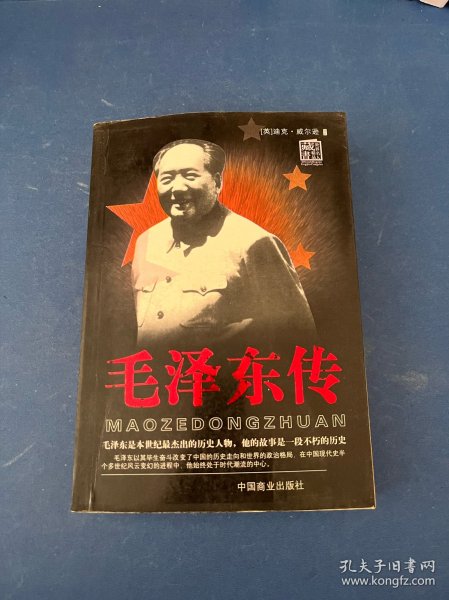 [英]迪克·威尔逊
藏書
毛泽东传
MAOZEDONGZHUAN
毛泽东是本世纪最杰出的历史人物，他的故事是一段不朽的历史
毛泽东以其毕生奋斗改变了中国的历史走向和世界的政治格局，在中国现代史半
个多世纪风云变幻的进程中，他始终处于时代潮流的中心。
中国商业出版社
孔夫子旧书网
www.kongfz.com